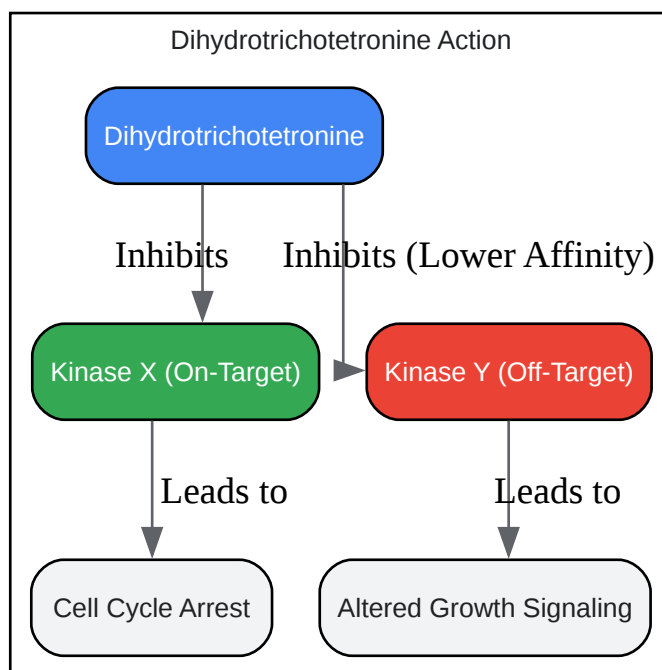 Dihydrotrichotetronine Action
Dihydrotrichotetronine
Inhibits
Inhibits (Lower Affinity)
Kinase X (On-Target)
Kinase Y (Off-Target)
Leads to
Leads to
Cell Cycle Arrest
Altered Growth Signaling